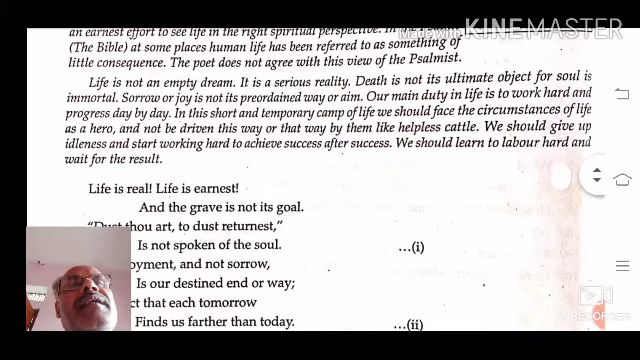 an earnest effort to see life in the right spiritual perspective. In
Made with KINEMASTER
(The Bible) at some places human life has been referred to as something of
little consequence. The poet does not agree with this view of the Psalmist.
Life is not an empty dream. It is a serious reality. Death is not its ultimate object for soul is
immortal. Sorrow or joy is not its preordained way or aim. Our main duty in life is to work hard and
progress day by day. In this short and temporary camp of life we should face the circumstances of life
as a hero, and not be driven this way or that way by them like helpless cattle. We should give up
idleness and start working hard to achieve success after success. We should learn to labour hard and
wait for the result.
Life is real! Life is earnest!
And the grave is not its goal.
"Dust thou art, to dust returnest,"
Is not spoken of the soul. ...(i)
oyment, and not sorrow,
Is our destined end or way;
ct that each tomorrow
Finds us farther than today. ...(ii)
RECORDER